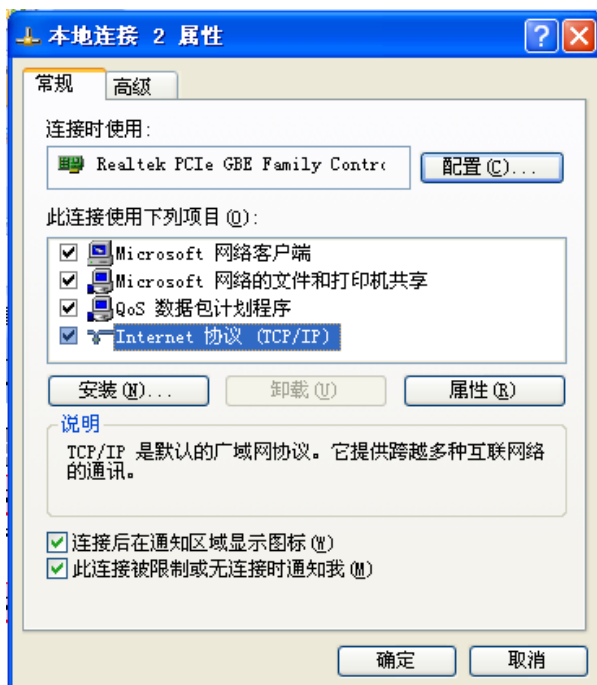 本地连接 2 属性
常规 高级
连接时使用:
Realtek PCIe GBE Family Contr
配置(C)...
此连接使用下列项目(O):
Microsoft 网络客户端
Microsoft 网络的文件和打印机共享
QoS 数据包计划程序
Internet 协议 (TCP/IP)
安装(N)... 卸载(U) 属性(R)
说明
TCP/IP 是默认的广域网协议。它提供跨越多种互联网络
的通讯。
连接后在通知区域显示图标(W)
此连接被限制或无连接时通知我(M)
确定 取消